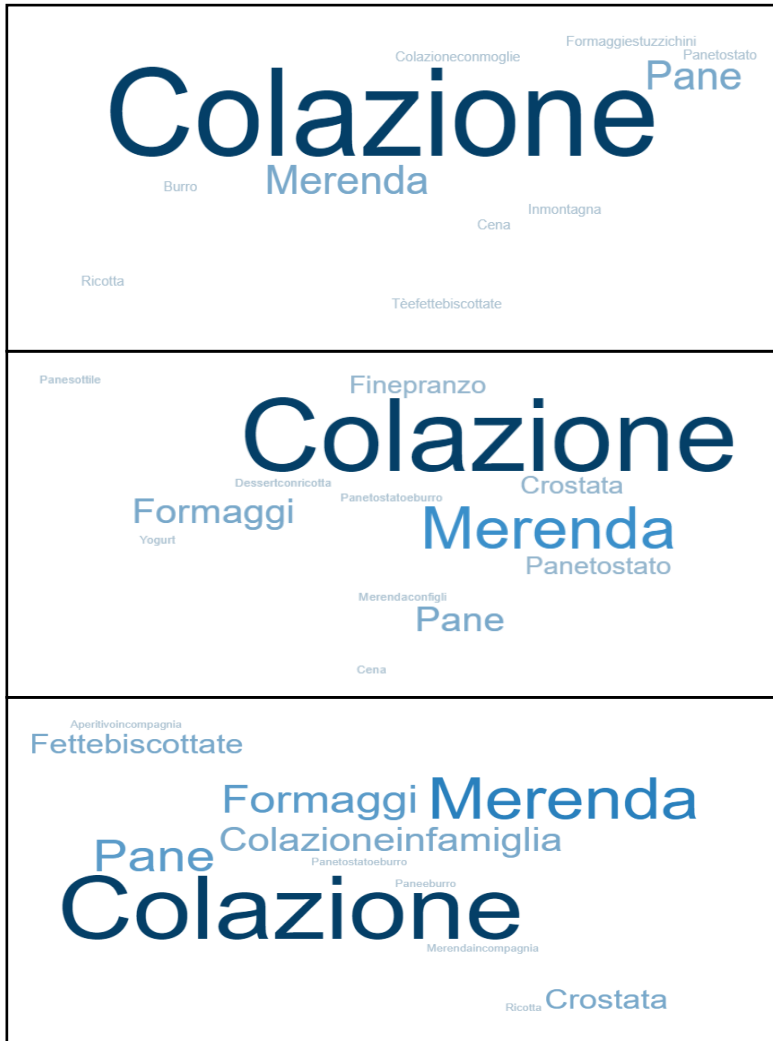 Formaggiestuzzichini
Colazioneconmoglie
Panetostato
Pane
Colazione
Merenda
Burro
Inmontagna
Cena
Ricotta
Tèefettebiscottate
Panesottile
Finepranzo
Colazione
Dessertconricotta
Crostata
Panetostatoeburro
Formaggi
Merenda
Yogurt
Panetostato
Merendaconfigli
Pane
Cena
Aperitivoincompagnia
Fettebiscottate
Formaggi
Merenda
Colazioneinfamiglia
Pane
Panetostatoeburro
Paneeburro
Colazione
Merendaincompagnia
Ricotta
Crostata